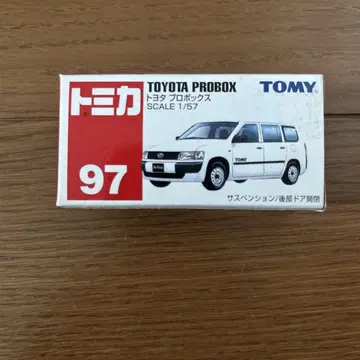 トミカ
97
TOYOTA PROBOX
トヨタ プロボックス
SCALE 1/57
TOMY
TOMY
サスペンション/後部ドア開閉